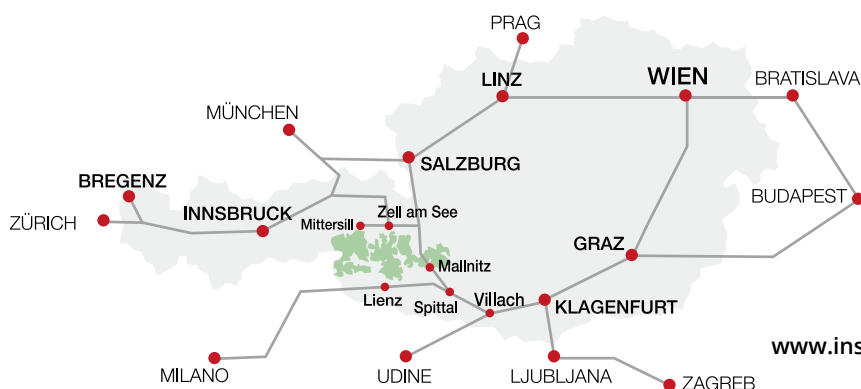 PRAG
LINZ
WIEN
BRATISLAVA
MÜNCHEN
SALZBURG
BREGENZ
ZÜRICH
INNSBRUCK
Mittersill
Zell am See
BUDAPEST
GRAZ
Mallnitz
Lienz
Spittal
Villach
KLAGENFURT
www.ins
MILANO
UDINE
LJUBLJANA
ZAGREB